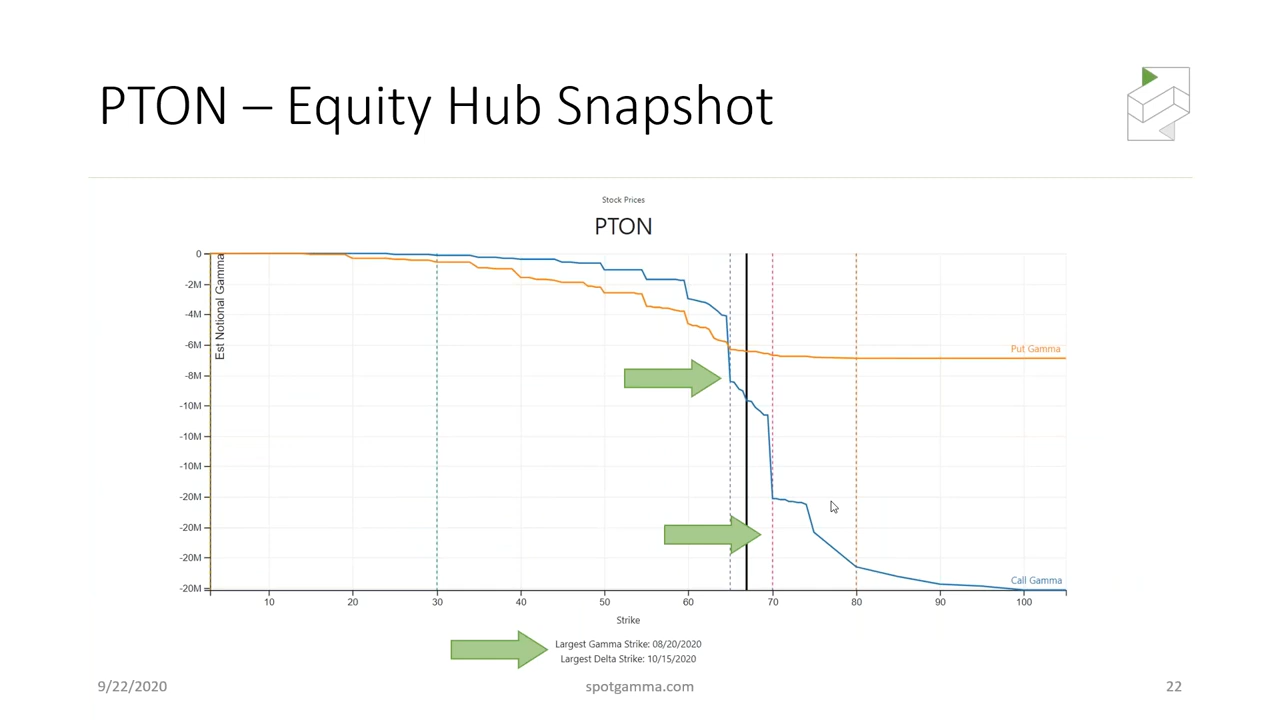 PTON – Equity Hub Snapshot
Stock Prices
PTON
Est Notional Gamma
0
-2M
-4M
-6M
-8M
-10M
-10M
-10M
-20M
-20M
-20M
-20M
Put Gamma
Call Gamma
10 20 30 40 50 60 70 80 90 100
Strike
Largest Gamma Strike: 08/20/2020
Largest Delta Strike: 10/15/2020
9/22/2020 spotgamma.com 22